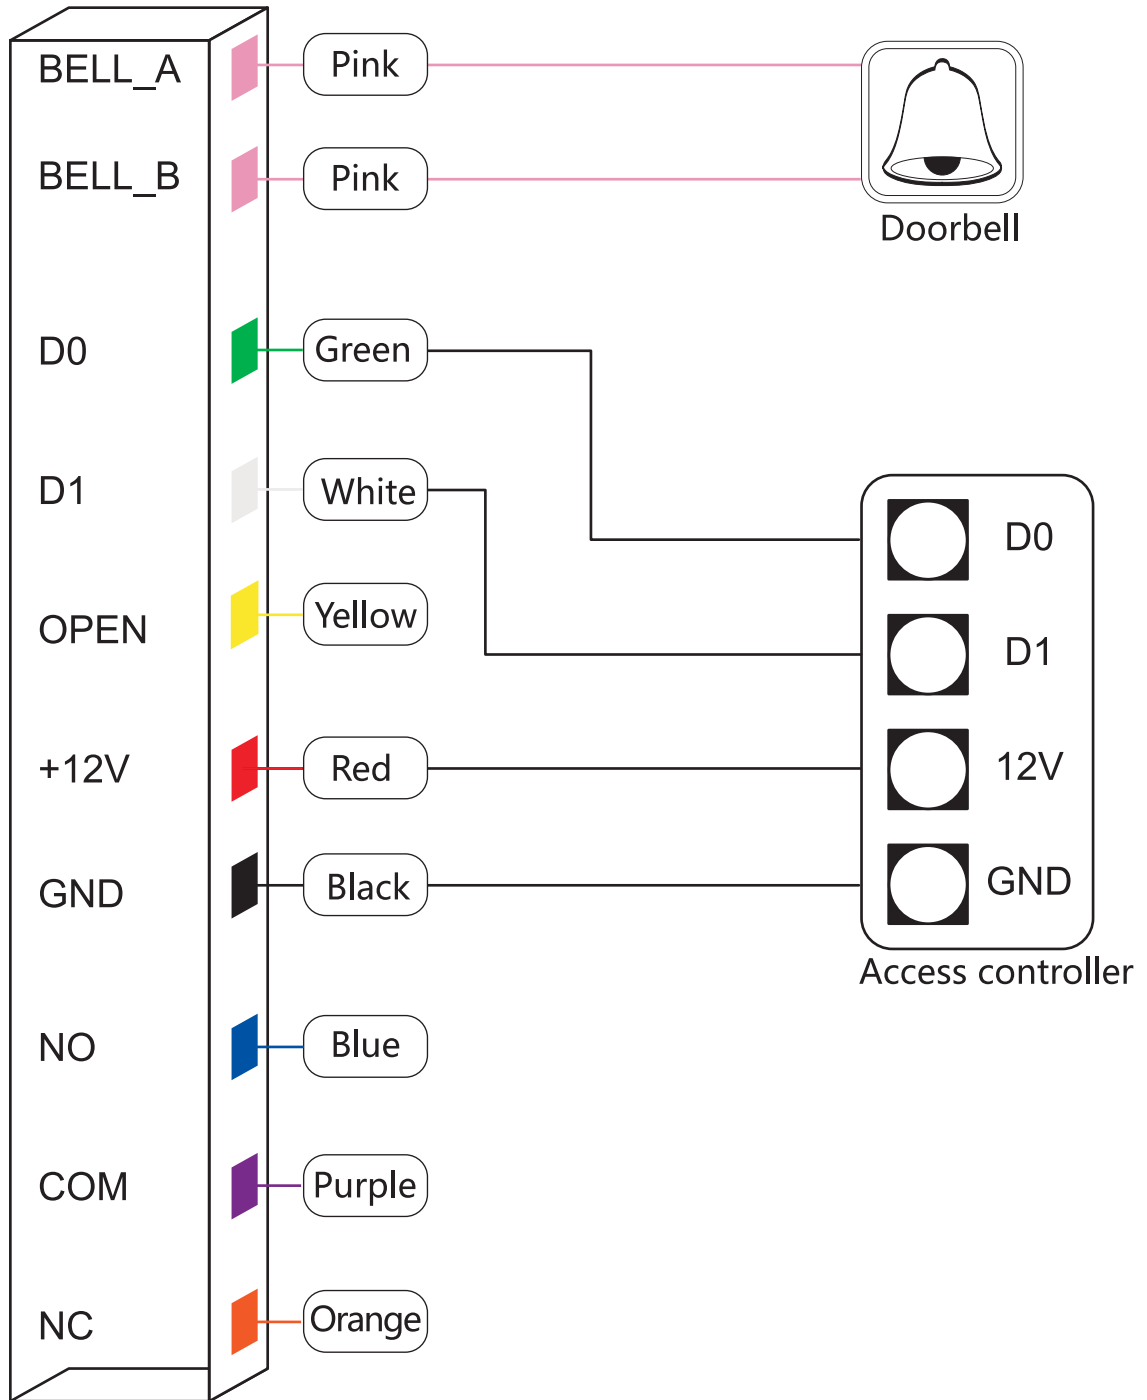 BELL_A
Pink
BELL_B
Pink
Doorbell
D0
Green
D1
White
D0
OPEN
Yellow
D1
+12V
Red
12V
GND
Black
GND
Access controller
NO
Blue
COM
Purple
NC
Orange